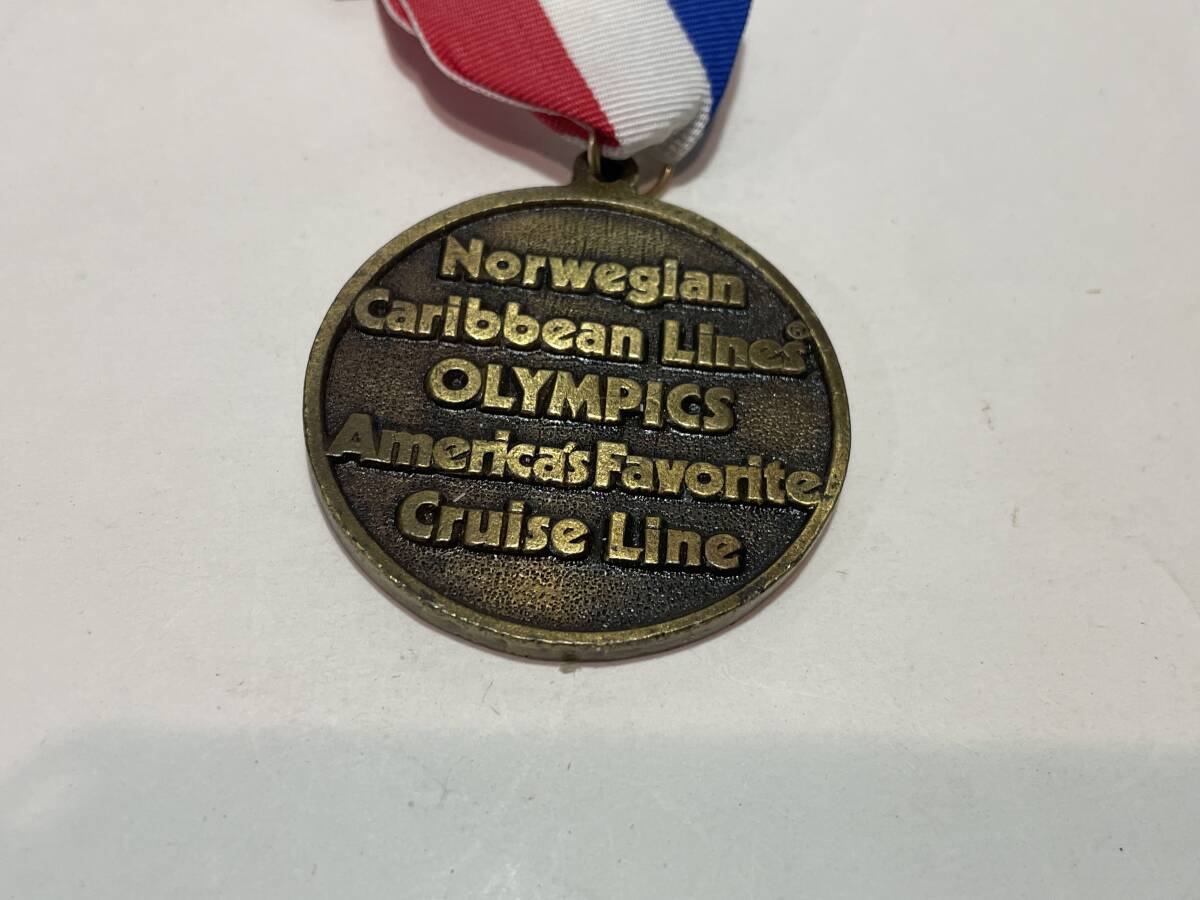 Norwegian
Caribbean Lines®
OLYMPICS
America's Favorite
Cruise Line